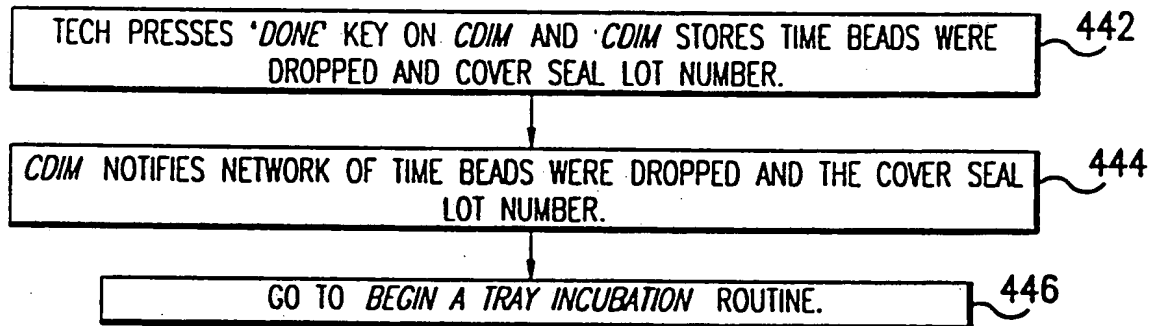 TECH PRESSES 'DONE' KEY ON CDIM AND CDIM STORES TIME BEADS WERE
DROPPED AND COVER SEAL LOT NUMBER.
442
CDIM NOTIFIES NETWORK OF TIME BEADS WERE DROPPED AND THE COVER SEAL
LOT NUMBER.
444
GO TO BEGIN A TRAY INCUBATION ROUTINE.
446